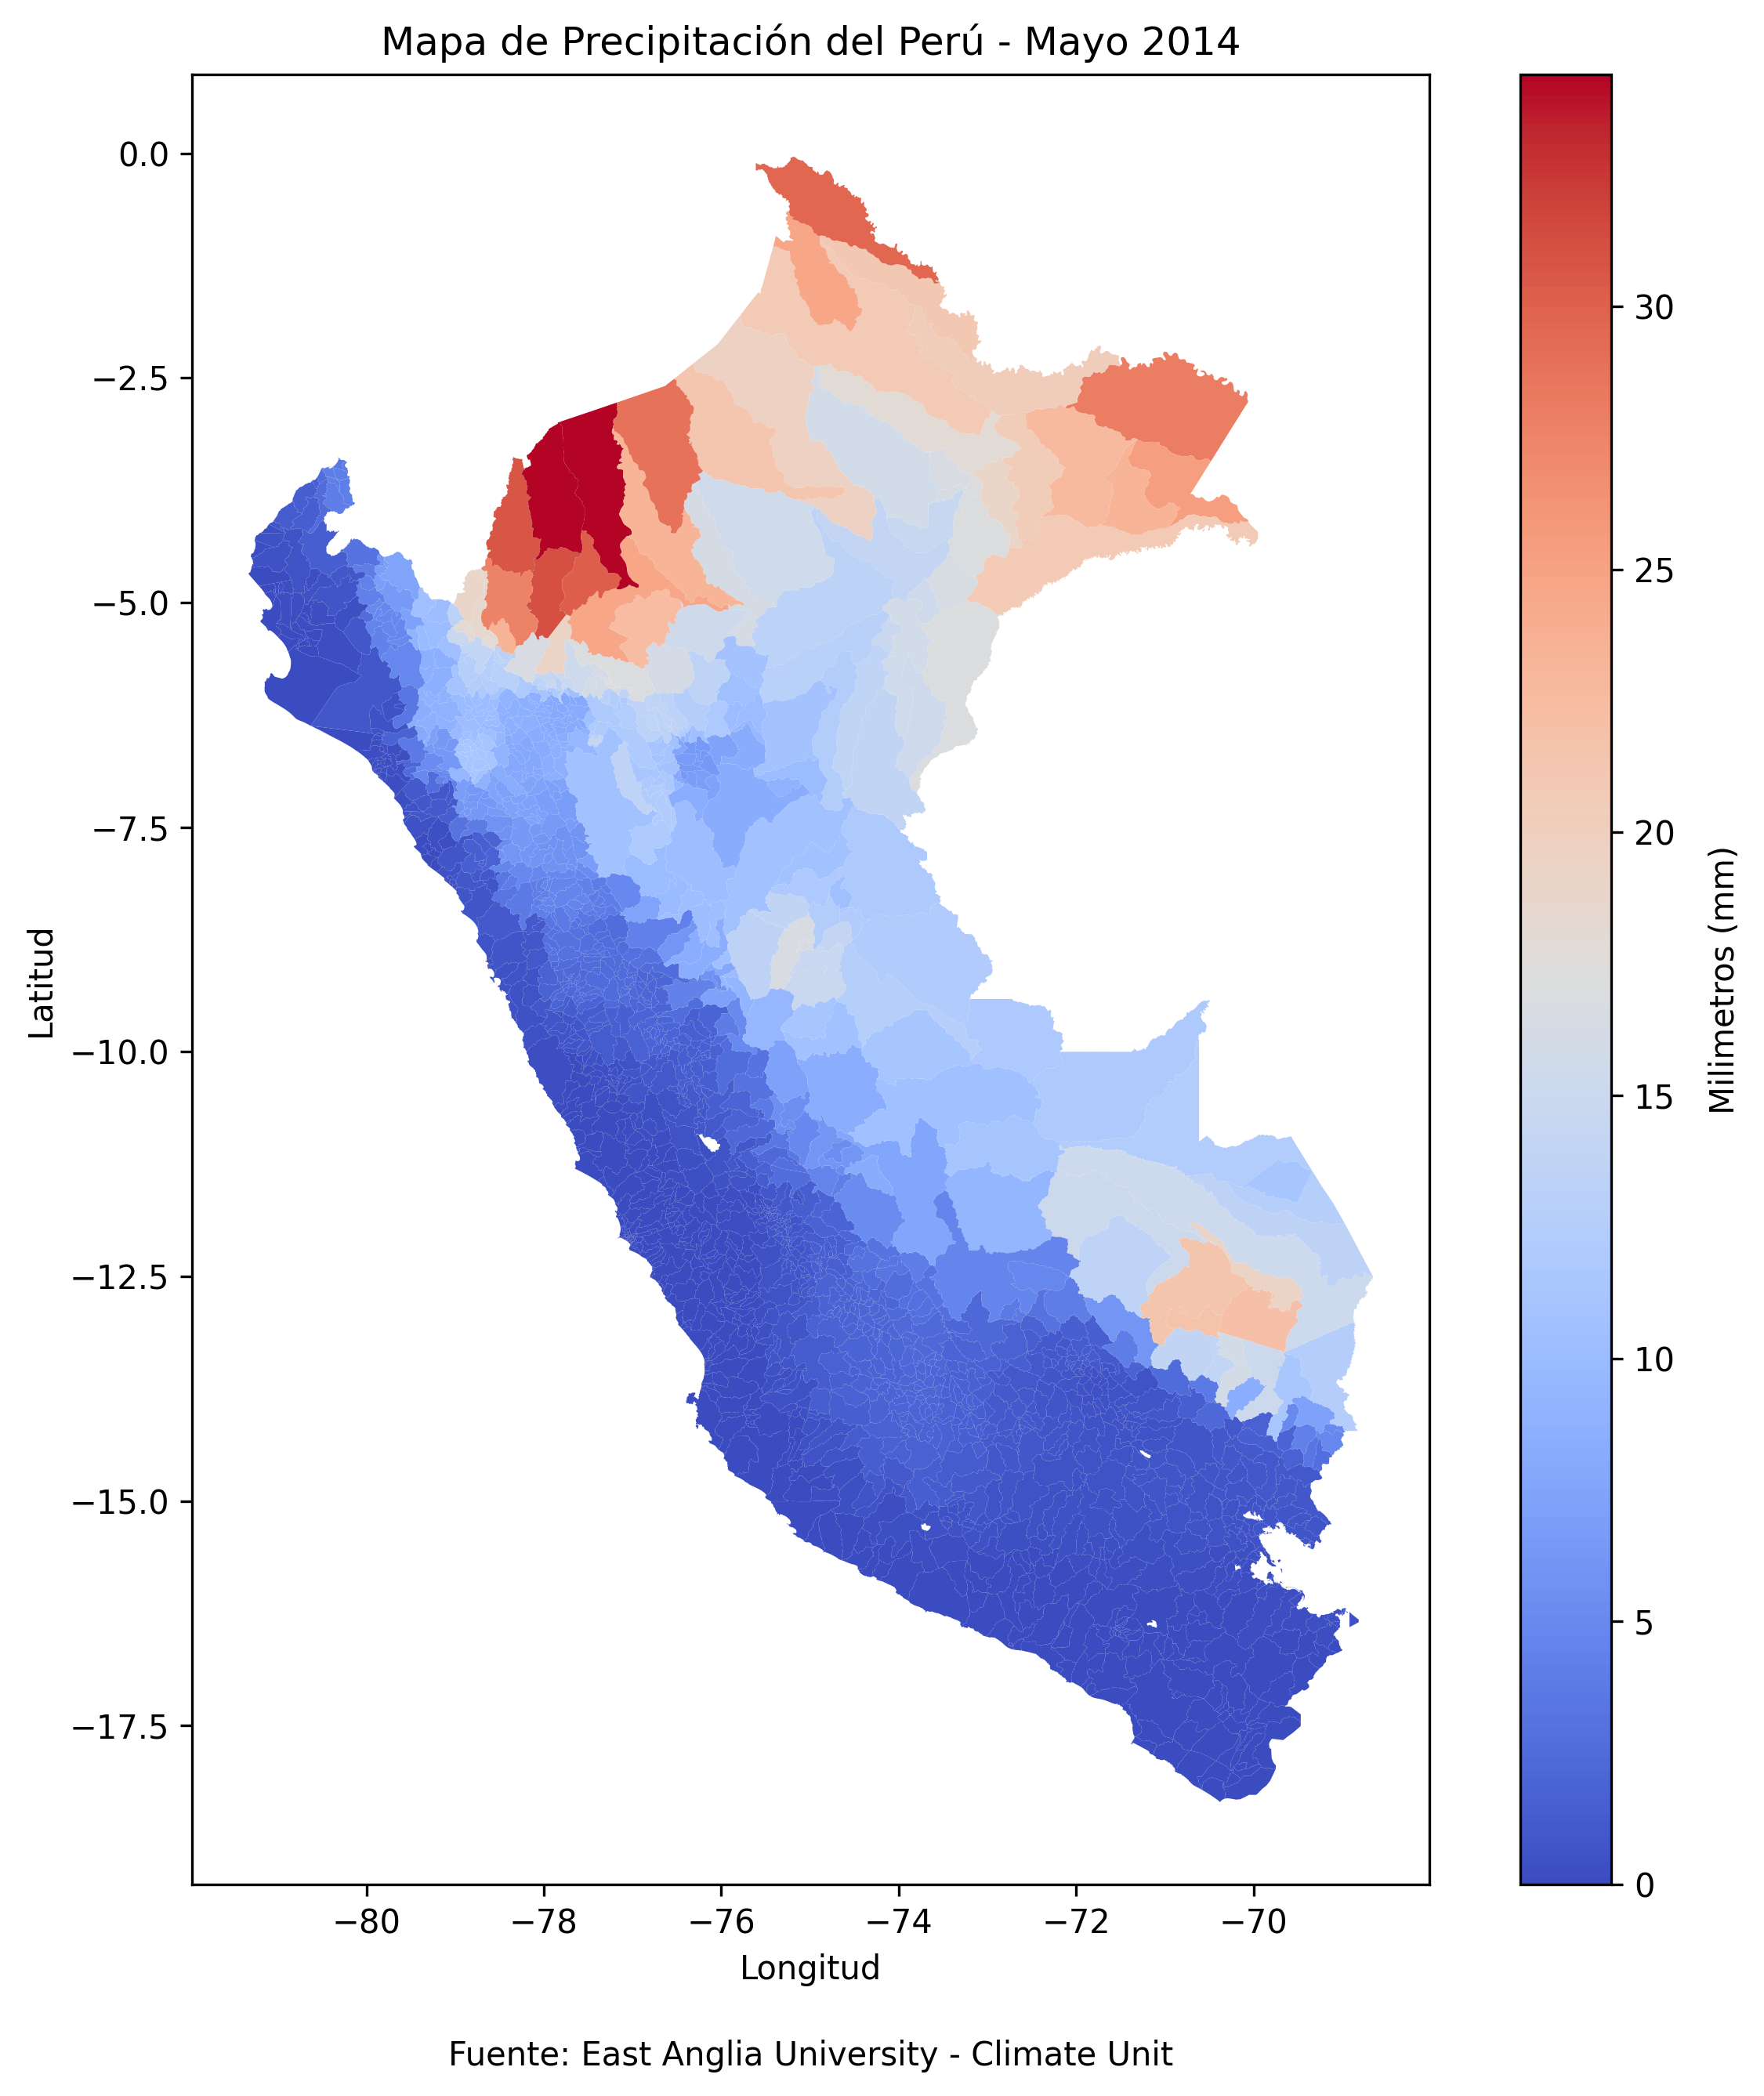 Mapa de Precipitación del Perú - Mayo 2014
0.0
−2.5
−5.0
−7.5
−10.0
−12.5
−15.0
−17.5
Latitud
−80 −78 −76 −74 −72 −70
Longitud
30
25
20
15
10
5
0
Milimetros (mm)
Fuente: East Anglia University - Climate Unit